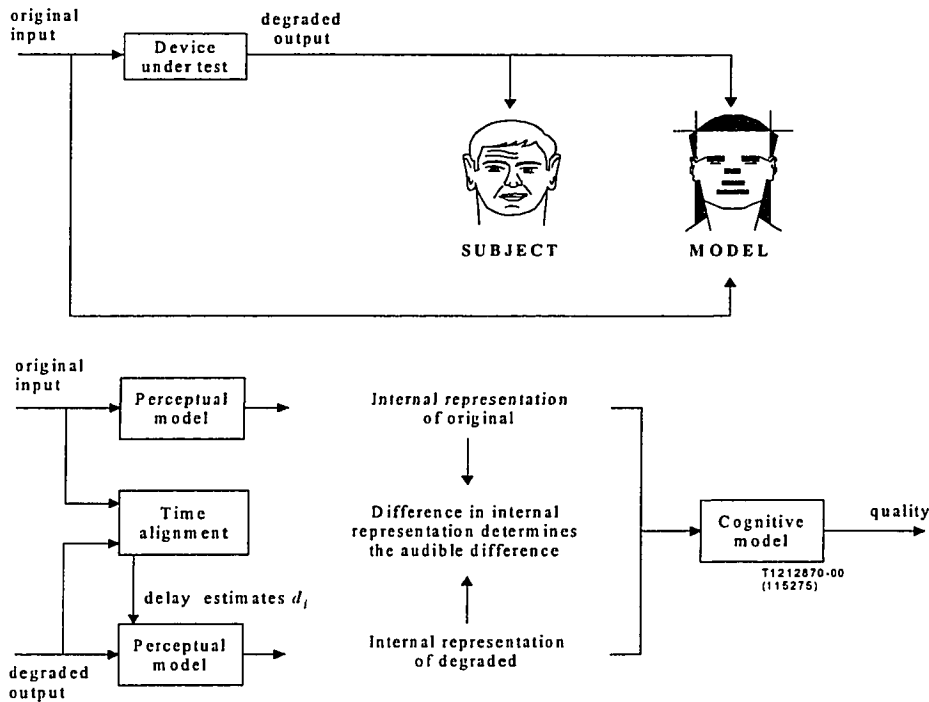 original
input
degraded
output
Device
under test
SUBJECT
MODEL
original
input
Perceptual
model
Internal representation
of original
Time
alignment
Difference in internal
representation determines
the audible difference
Cognitive
model
quality
T1212870-00
(115275)
delay estimates dᵢ
Perceptual
model
Internal representation
of degraded
degraded
output